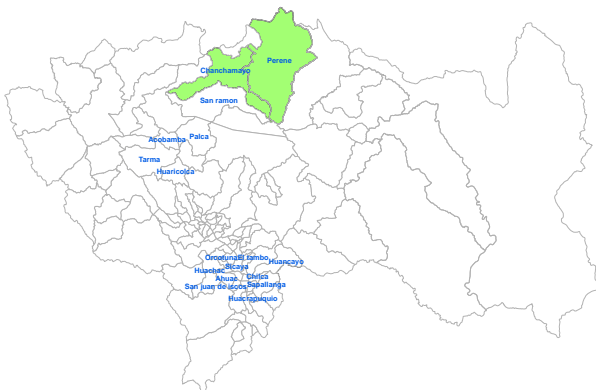 Perene
Chanchamayo
San ramon
Acobamba
Palca
Tarma
Huaricolca
Orcotuna
El tambo
Huancayo
Sicaya
Huachac
Chilca
Ahuac
Sapallanga
San juan de iscos
Huacrapuquio